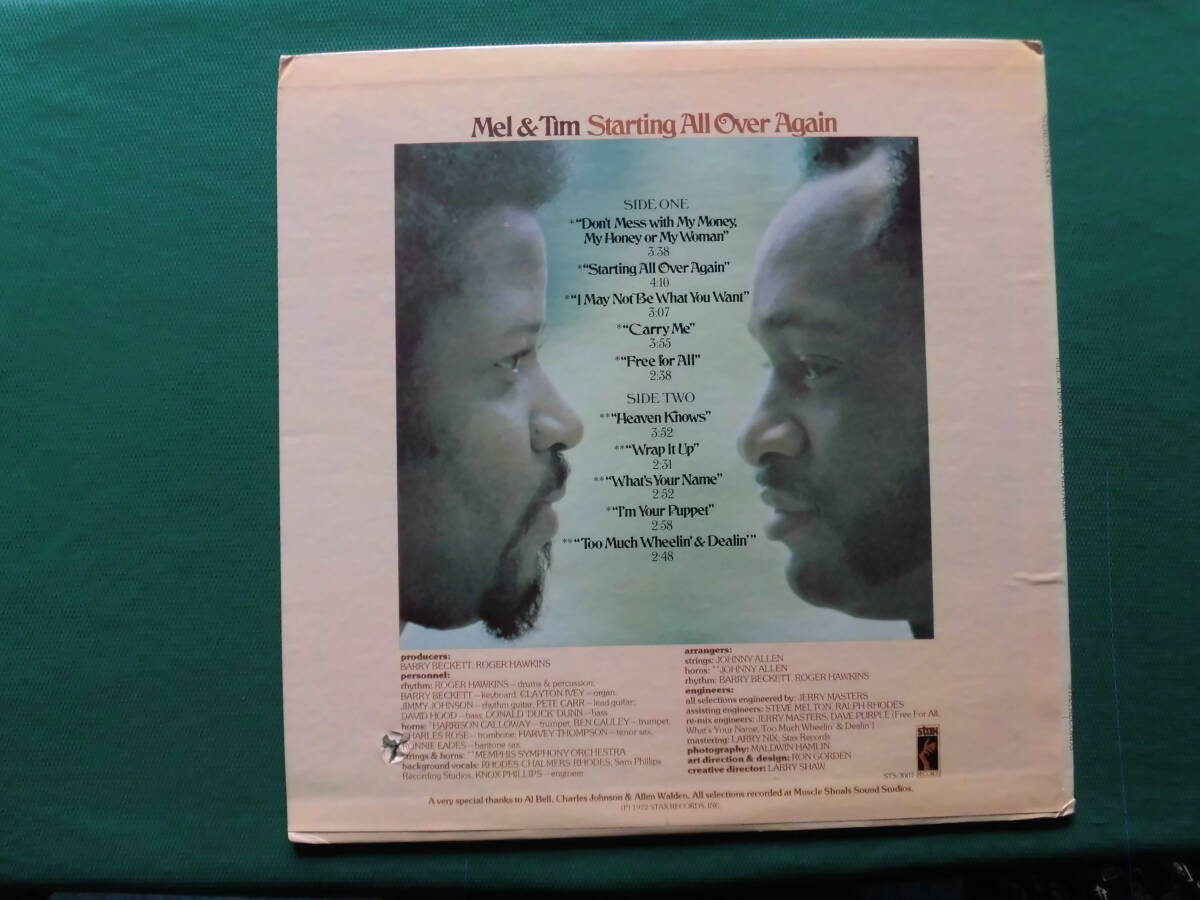 Mel & Tim Starting All Over Again
SIDE ONE
*"Don't Mess with My Money,
My Honey or My Woman"
3:38
*"Starting All Over Again"
4:10
*"I May Not Be What You Want"
3:07
*"Carry Me"
3:55
*"Free for All"
2:38
SIDE TWO
**"Heaven Knows"
3:52
**"Wrap It Up"
2:31
**"What's Your Name"
2:52
*"I'm Your Puppet"
2:58
**"Too Much Wheelin' & Dealin'"
2:48
producers:
BARRY BECKETT, ROGER HAWKINS
personnel:
rhythm: ROGER HAWKINS—drums & percussion;
BARRY BECKETT—keyboard; CLAYTON IVEY—organ;
JIMMY JOHNSON—rhythm guitar; PETE CARR—lead guitar;
DAVID HOOD—bass; DONALD 'DUCK' DUNN—bass
horns: *HARRISON CALLOWAY—trumpet; BEN CAULEY—trumpet;
CHARLES ROSE—trombone; HARVEY THOMPSON—tenor sax;
RONNIE EADES—baritone sax
strings & horns: **MEMPHIS SYMPHONY ORCHESTRA
background vocals: RHODES CHALMERS RHODES, Sam Phillips
Recording Studios, KNOX PHILLIPS—engineer
arrangers:
strings: JOHNNY ALLEN
horns: **JOHNNY ALLEN
rhythm: BARRY BECKETT, ROGER HAWKINS
engineers:
all selections engineered by: JERRY MASTERS
assisting engineers: STEVE MELTON, RALPH RHODES
re-mix engineers: JERRY MASTERS, DAVE PURPLE (Free For All,
What's Your Name, Too Much Wheelin' & Dealin')
mastering: LARRY NIX, Stax Records
photography: MALDWIN HAMLIN
art direction & design: RON GORDEN
creative director: LARRY SHAW
stax
STS-3007 RECORDS
A very special thanks to Al Bell, Charles Johnson & Allen Walden. All selections recorded at Muscle Shoals Sound Studios.
(P) 1972 STAX RECORDS, INC.